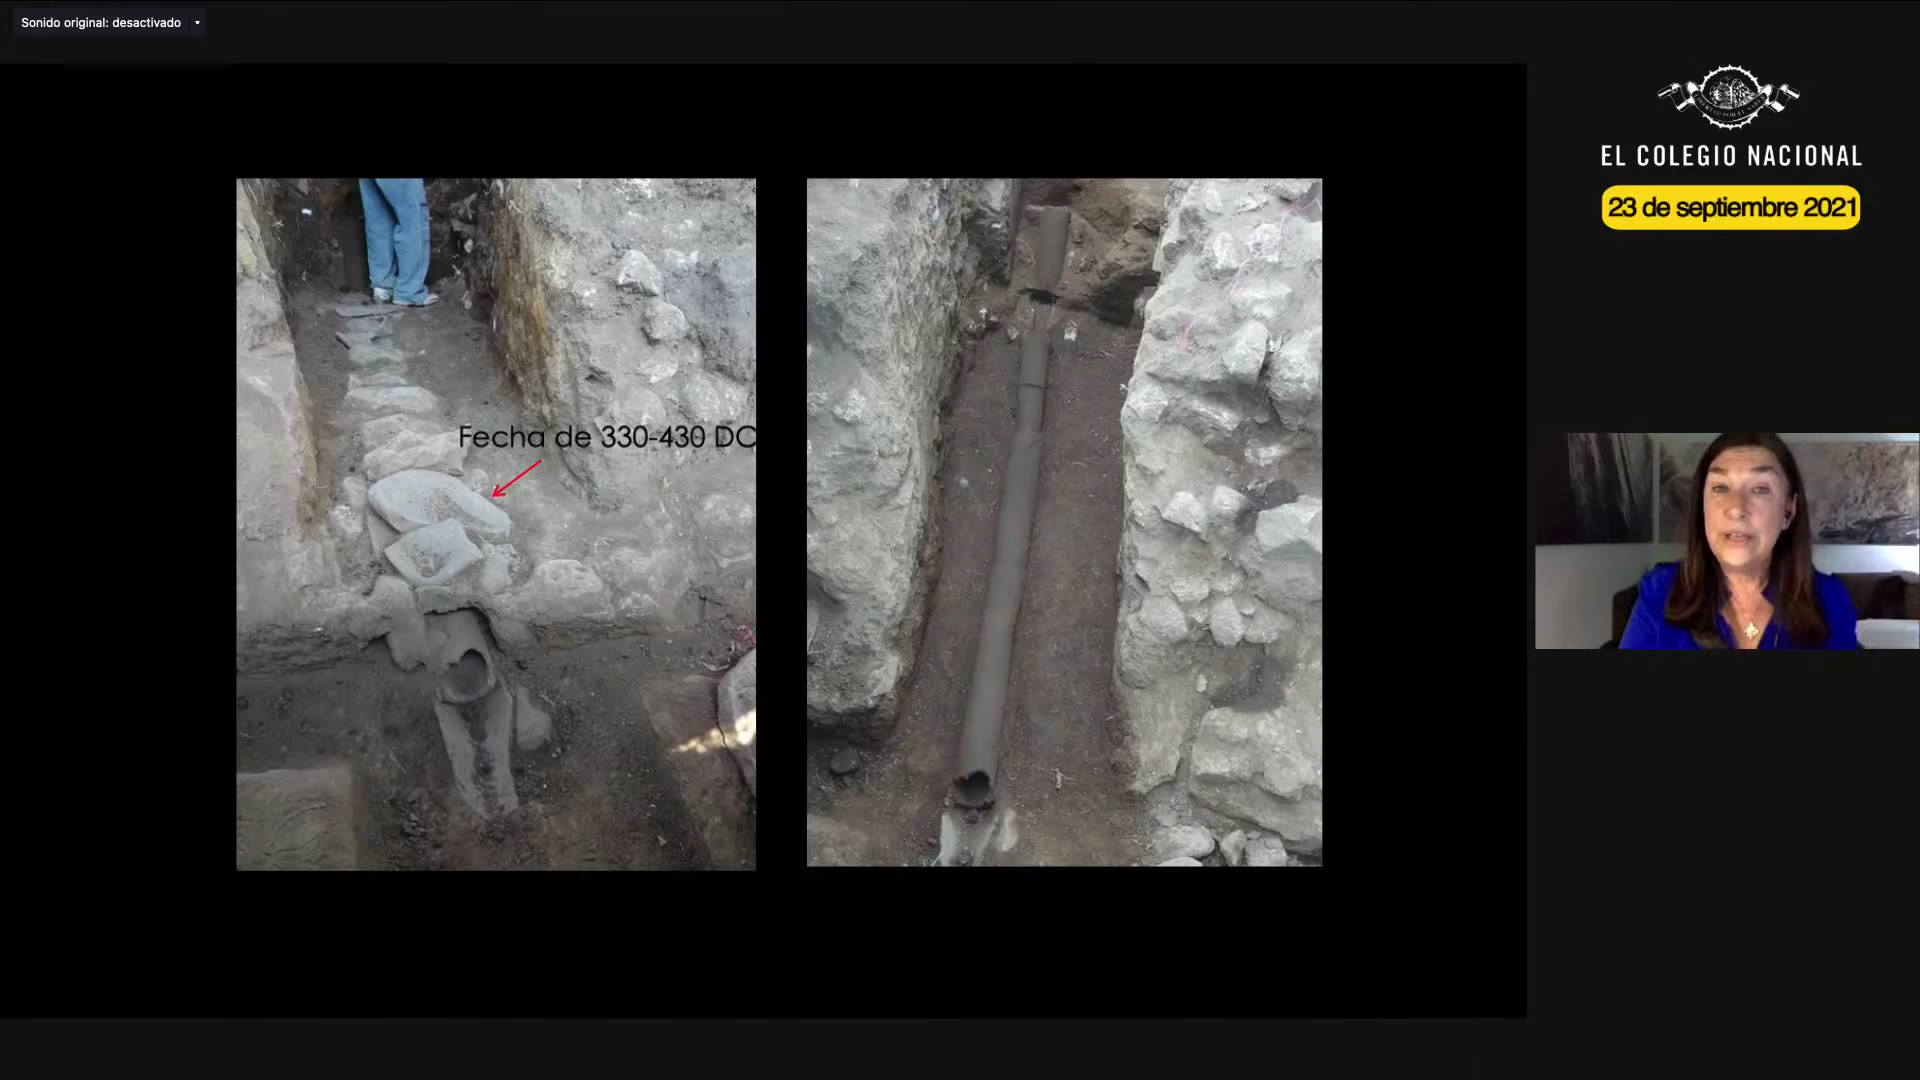 Sonido original: desactivado
EL COLEGIO NACIONAL
23 de septiembre 2021
Fecha de 330-430 DC